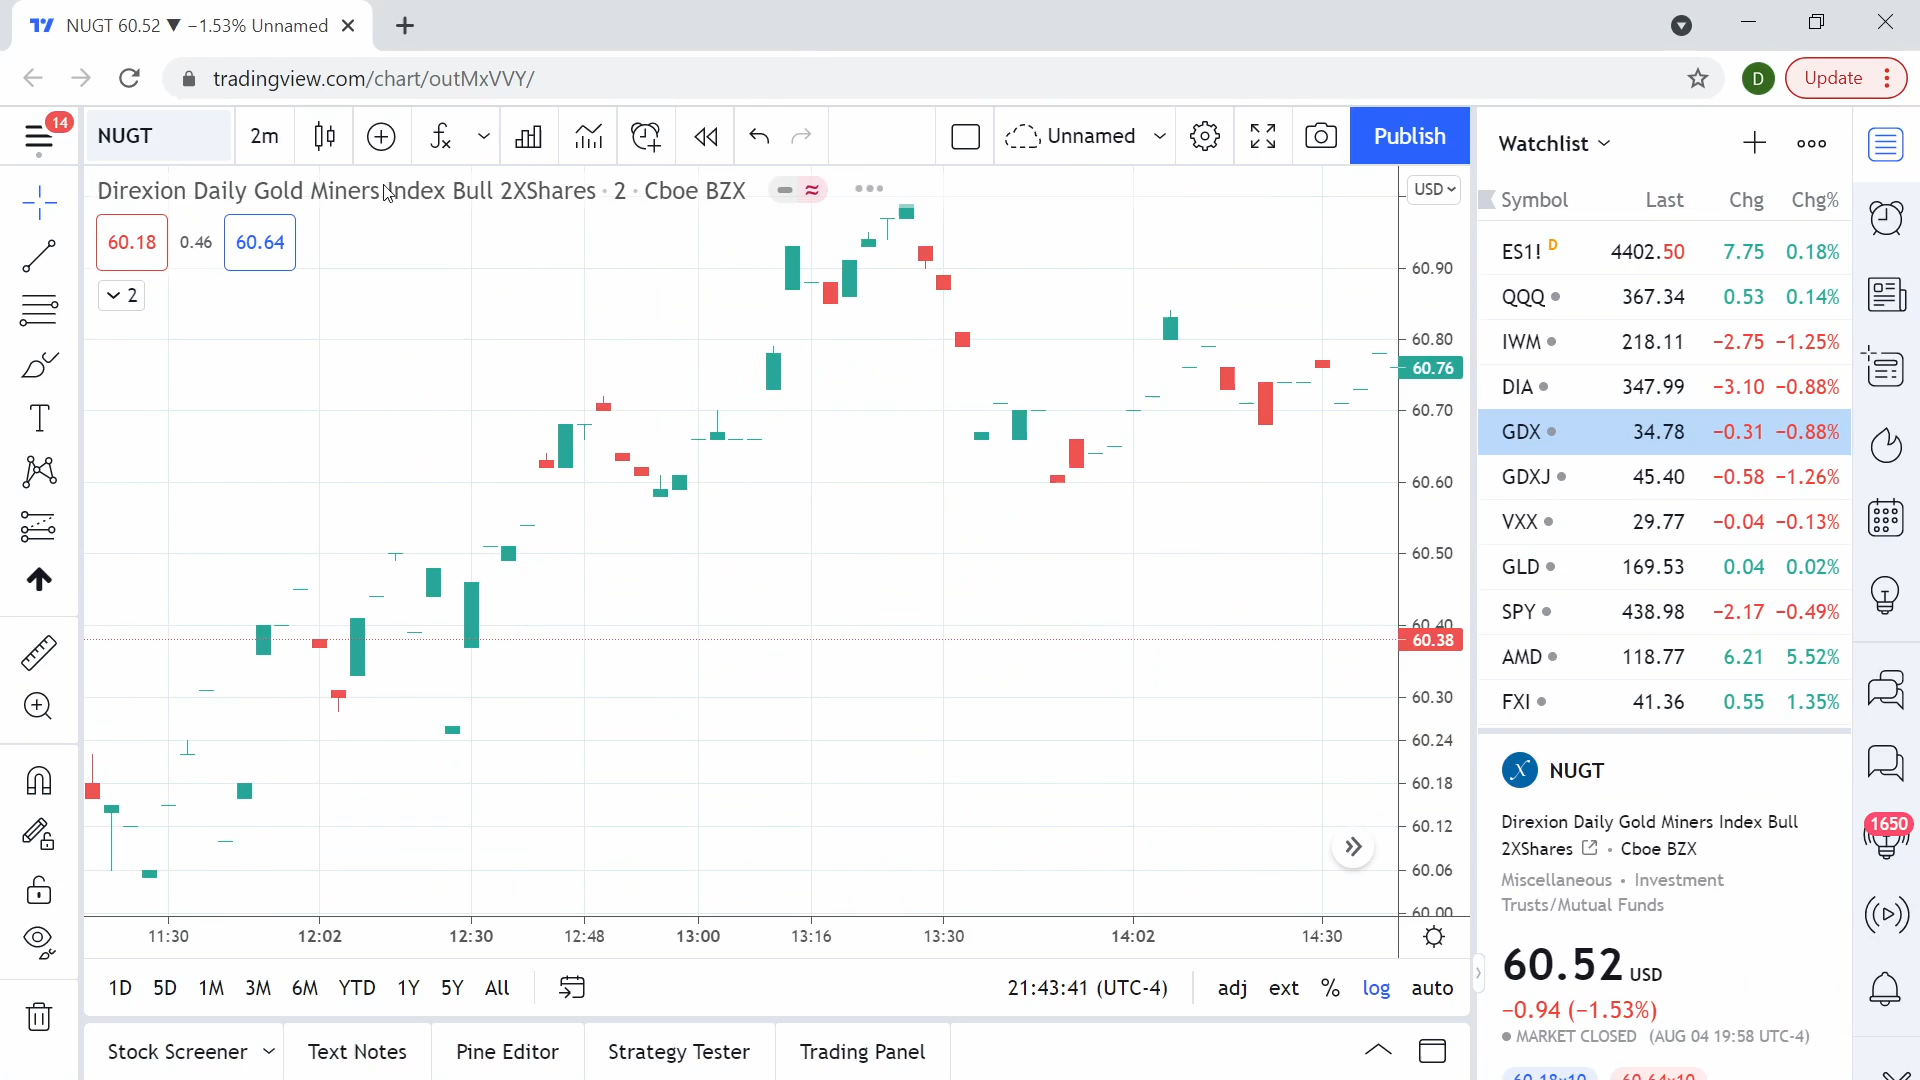 NUGT 60.52 ▼ −1.53% Unnamed
tradingview.com/chart/outMxVVY/
D
Update
14
NUGT
2m
Unnamed
Publish
Direxion Daily Gold Miners Index Bull 2XShares · 2 · Cboe BZX
60.18
0.46
60.64
2
USD
60.90
60.80
60.76
60.70
60.60
60.50
60.40
60.38
60.30
60.24
60.18
60.12
60.06
60.00
11:30
12:02
12:30
12:48
13:00
13:16
13:30
14:02
14:30
1D 5D 1M 3M 6M YTD 1Y 5Y All
21:43:41 (UTC-4)
adj ext % log auto
Stock Screener
Text Notes
Pine Editor
Strategy Tester
Trading Panel
Watchlist
Symbol Last Chg Chg%
ES1! D 4402.50 7.75 0.18%
QQQ 367.34 0.53 0.14%
IWM 218.11 −2.75 −1.25%
DIA 347.99 −3.10 −0.88%
GDX 34.78 −0.31 −0.88%
GDXJ 45.40 −0.58 −1.26%
VXX 29.77 −0.04 −0.13%
GLD 169.53 0.04 0.02%
SPY 438.98 −2.17 −0.49%
AMD 118.77 6.21 5.52%
FXI 41.36 0.55 1.35%
NUGT
Direxion Daily Gold Miners Index Bull
2XShares • Cboe BZX
Miscellaneous • Investment
Trusts/Mutual Funds
60.52 USD
−0.94 (−1.53%)
MARKET CLOSED (AUG 04 19:58 UTC-4)
60.18×10 60.64×10
1650